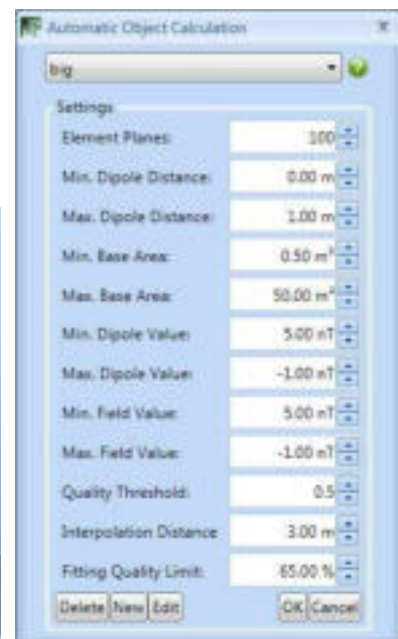 Automatic Object Calculation x
big
Settings
Element Planes: 100
Min. Dipole Distance: 0.00 m
Max. Dipole Distance: 1.00 m
Min. Base Area: 0.50 m²
Max. Base Area: 50.00 m²
Min. Dipole Value: 5.00 nT
Max. Dipole Value: -1.00 nT
Min. Field Value: 5.00 nT
Max. Field Value: -1.00 nT
Quality Threshold: 0.5
Interpolation Distance 3.00 m
Fitting Quality Limit: 65.00 %
Delete New Edit OK Cancel